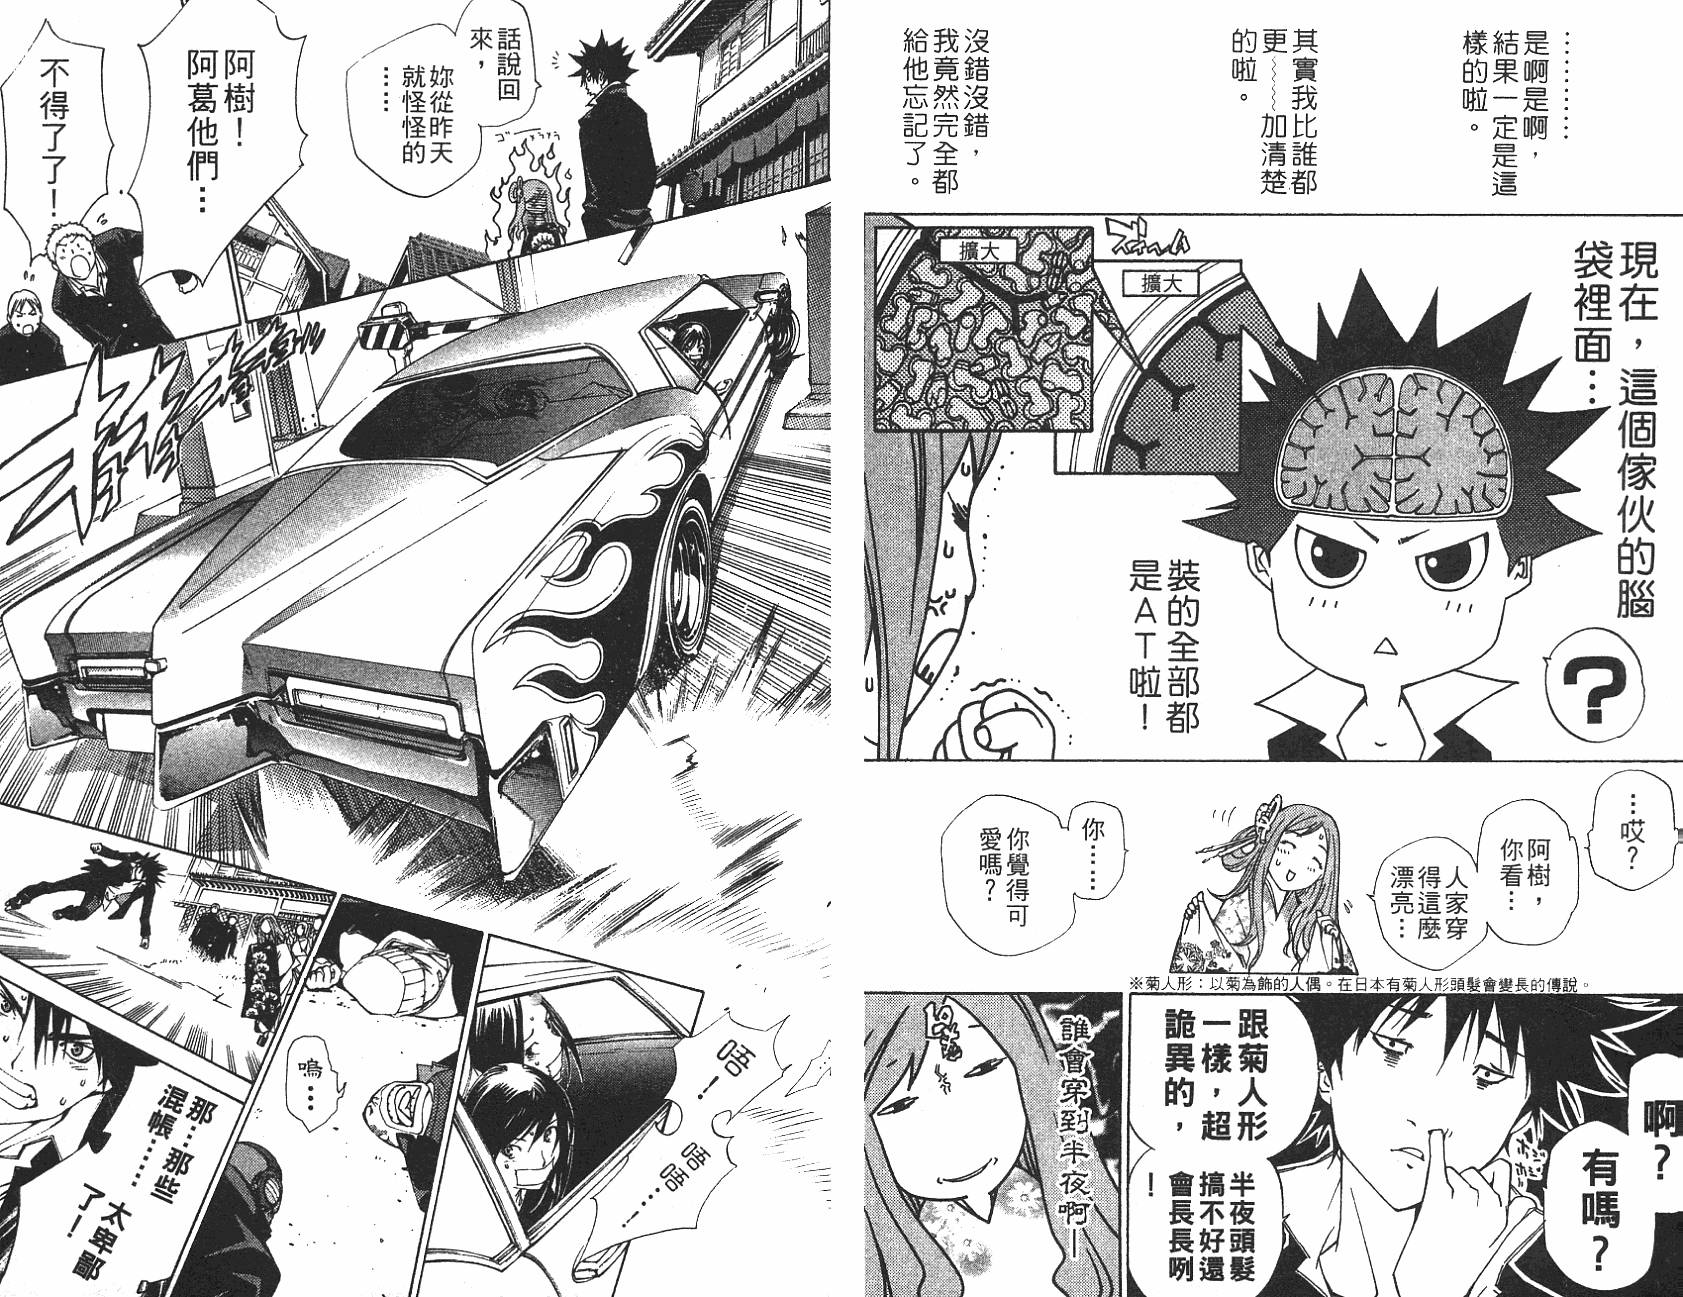 …………
是啊是啊，
結果一定是這
樣的啦。
其實我比誰都
更～～加清楚
的啦。
沒錯沒錯，
我竟然完全都
給他忘記了。
現在，這個傢伙的腦
袋裡面…
擴大
擴大
？
裝的全部都
是AT啦！
…哎？
阿樹，
你看…
人家穿
得這麼
漂亮…
你……
你覺得可
愛嗎？
※菊人形：以菊為飾的人偶。在日本有菊人形頭髮會變長的傳說。
啊？
有嗎？
跟菊人形
一樣，超
詭異的，
半夜頭髮
搞不好還
會長長咧
！
誰會穿到半夜啊—
話說回
來，
妳從昨天
就怪怪的
……
阿樹！
阿葛他們…
不得了了！
唔！
唔唔！
……
嗚…
那…那些
混帳……
太卑鄙
了！